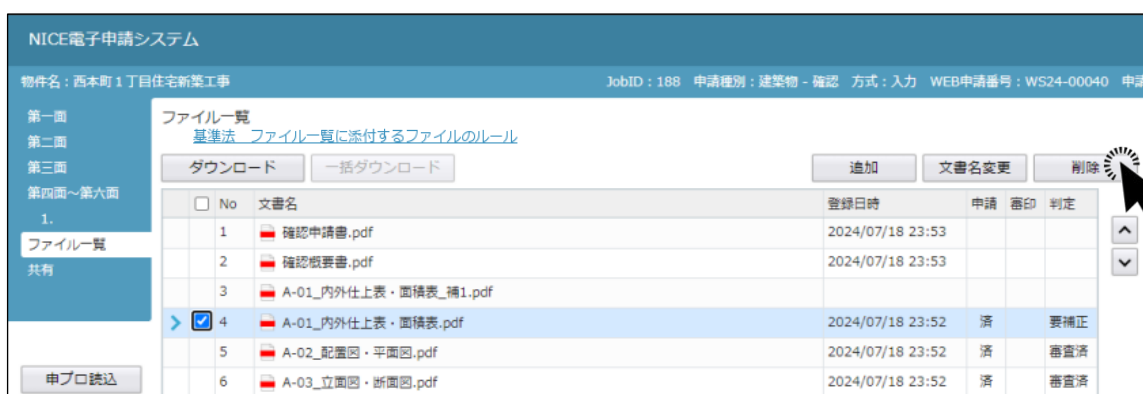 NICE電子申請システム
物件名：西本町１丁目住宅新築工事 JobID：188 申請種別：建築物 - 確認 方式：入力 WEB申請番号：WS24-00040 申請
第一面
第二面
第三面
第四面～第六面
1.
ファイル一覧
共有
申プロ読込
ファイル一覧
基準法　ファイル一覧に添付するファイルのルール
ダウンロード 一括ダウンロード 追加 文書名変更 削除
No 文書名 登録日時 申請 審印 判定
1 確認申請書.pdf 2024/07/18 23:53
2 確認概要書.pdf 2024/07/18 23:53
3 A-01_内外仕上表・面積表_補1.pdf
4 A-01_内外仕上表・面積表.pdf 2024/07/18 23:52 済 要補正
5 A-02_配置図・平面図.pdf 2024/07/18 23:52 済 審査済
6 A-03_立面図・断面図.pdf 2024/07/18 23:52 済 審査済